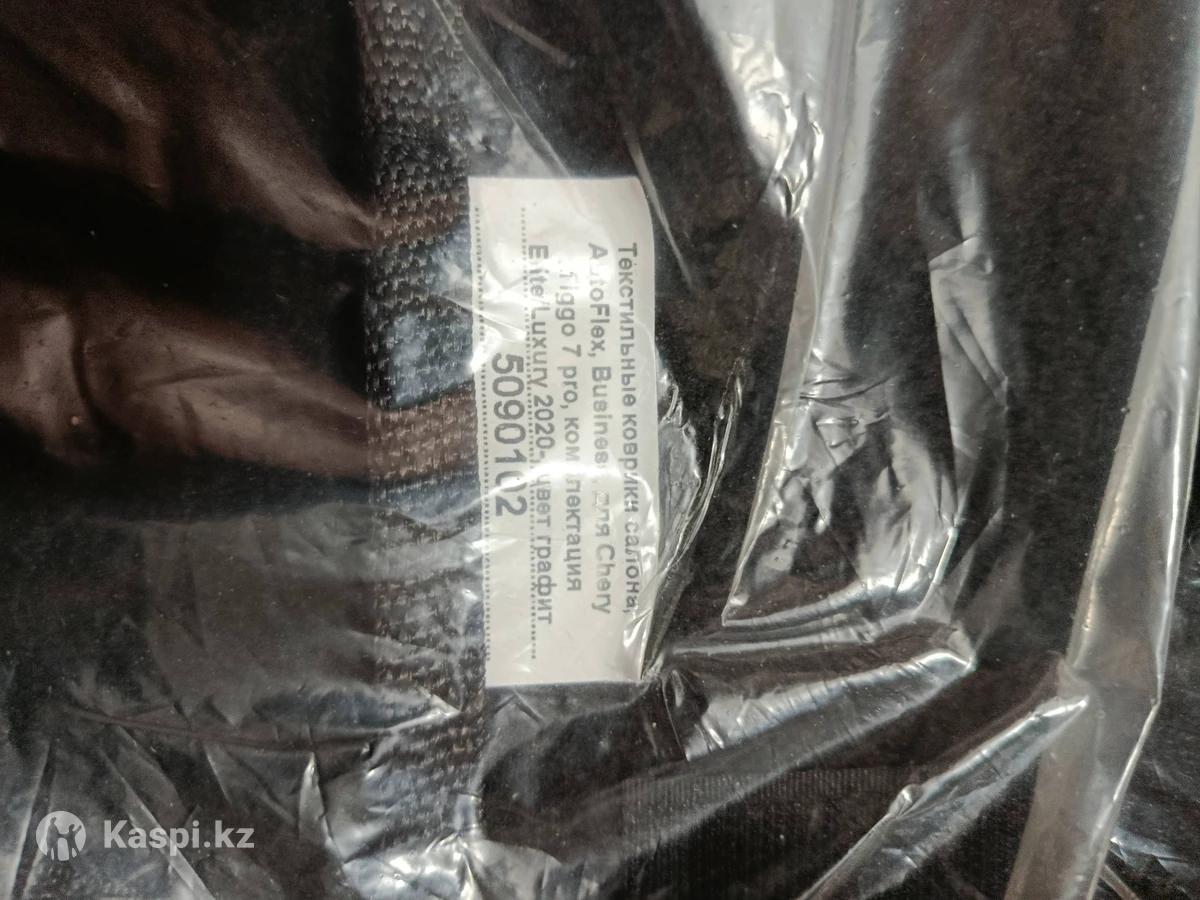 Текстильные коврики салона,
AutoFlex, Business, для Chery
Tiggo 7 pro, комплектация
Elite/Luxury 2020-, цвет графит
5090102
Kaspi.kz